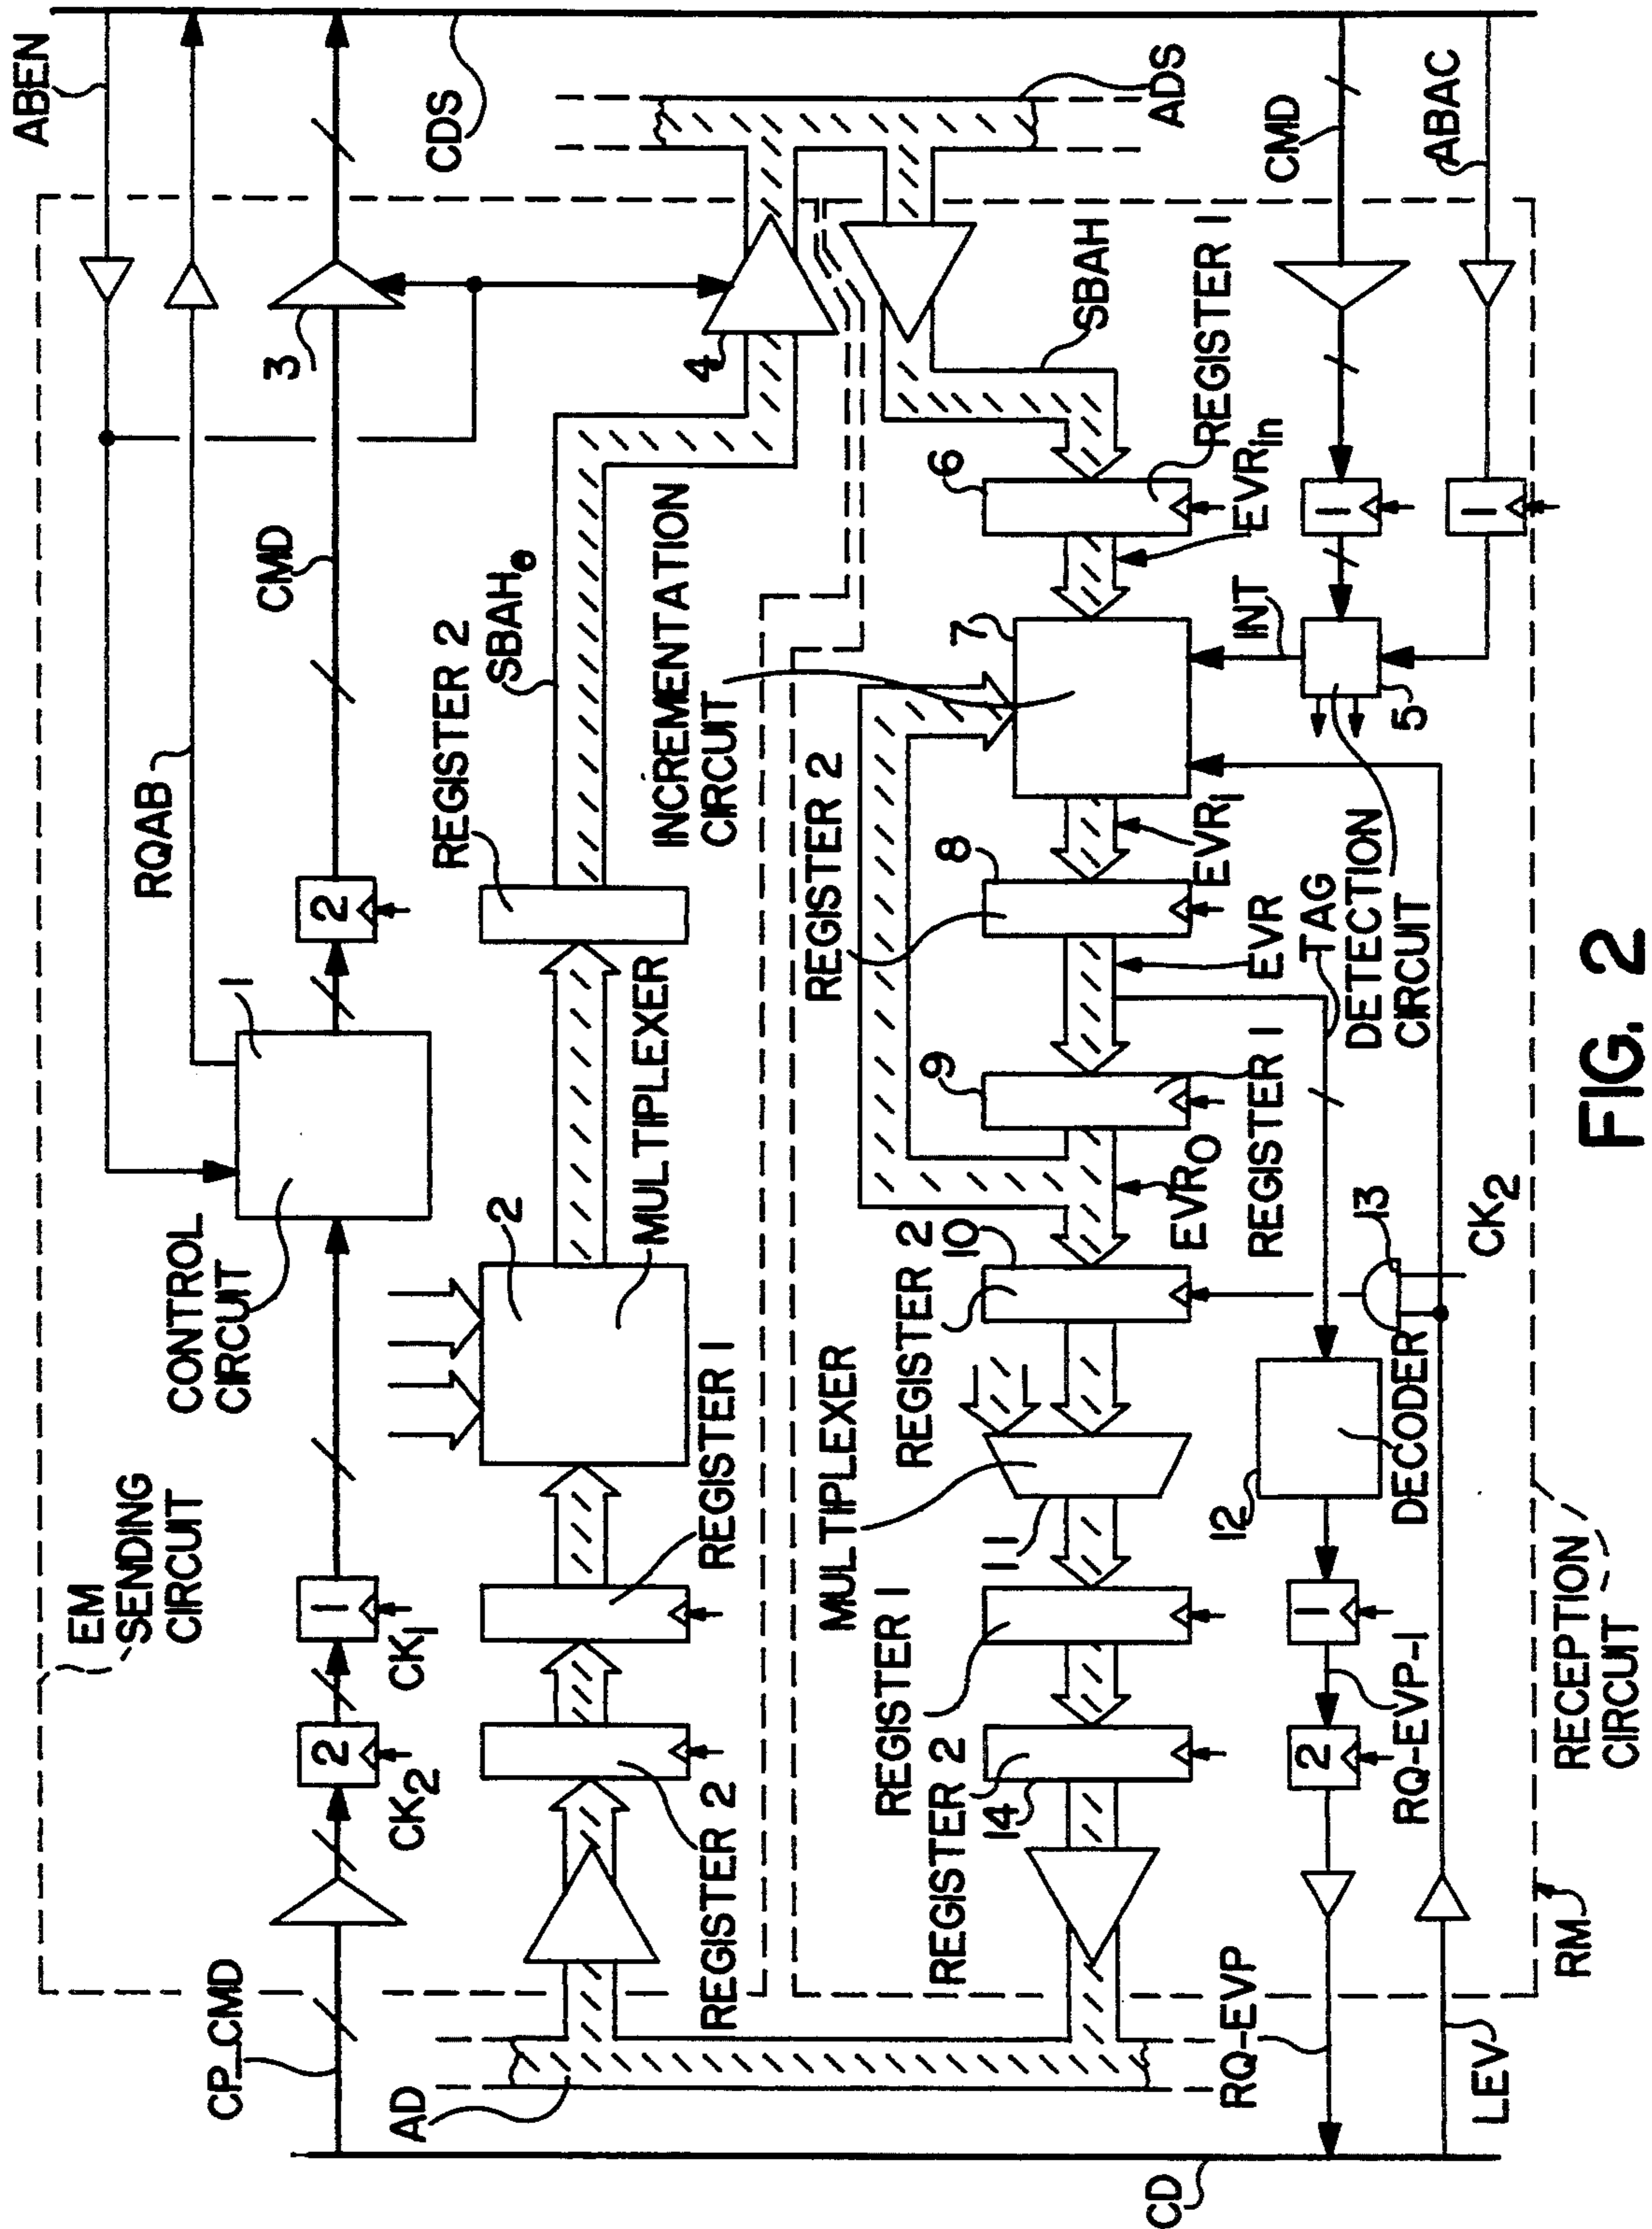 ABEN
RQAB
CMD
3
CDS
ADS
CMD
ABAC
EM
SENDING
CIRCUIT
CONTROL
CIRCUIT
1
2
1
2
CK2
CK1
CP_CMD
AD
REGISTER 2
REGISTER 1
2
MULTIPLEXER
REGISTER 2
SBAHe
4
INCREMENTATION
CIRCUIT
SBAH
REGISTER 1
6
EVRin
7
INT
1
1
5
TAG
DETECTION
CIRCUIT
REGISTER 2
8
EVRi
EVR
9
REGISTER 1
EVRO
REGISTER 2
10
13
CK2
MULTIPLEXER
11
12
DECODER
REGISTER 1
REGISTER 2
14
1
2
RQ-EVP-1
RQ-EVP
LEV
RM
CD
RECEPTION
CIRCUIT
FIG. 2